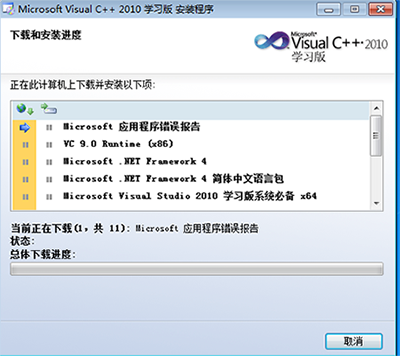 Microsoft Visual C++ 2010 学习版 安装程序
下载和安装进度
Microsoft
Visual C++ 2010
学习版
正在此计算机上下载并安装以下项:
Microsoft 应用程序错误报告
VC 9.0 Runtime (x86)
Microsoft .NET Framework 4
Microsoft .NET Framework 4 简体中文语言包
Microsoft Visual Studio 2010 学习版系统必备 x64
当前正在下载(1, 共 11): Microsoft 应用程序错误报告
状态:
总体下载进度:
取消